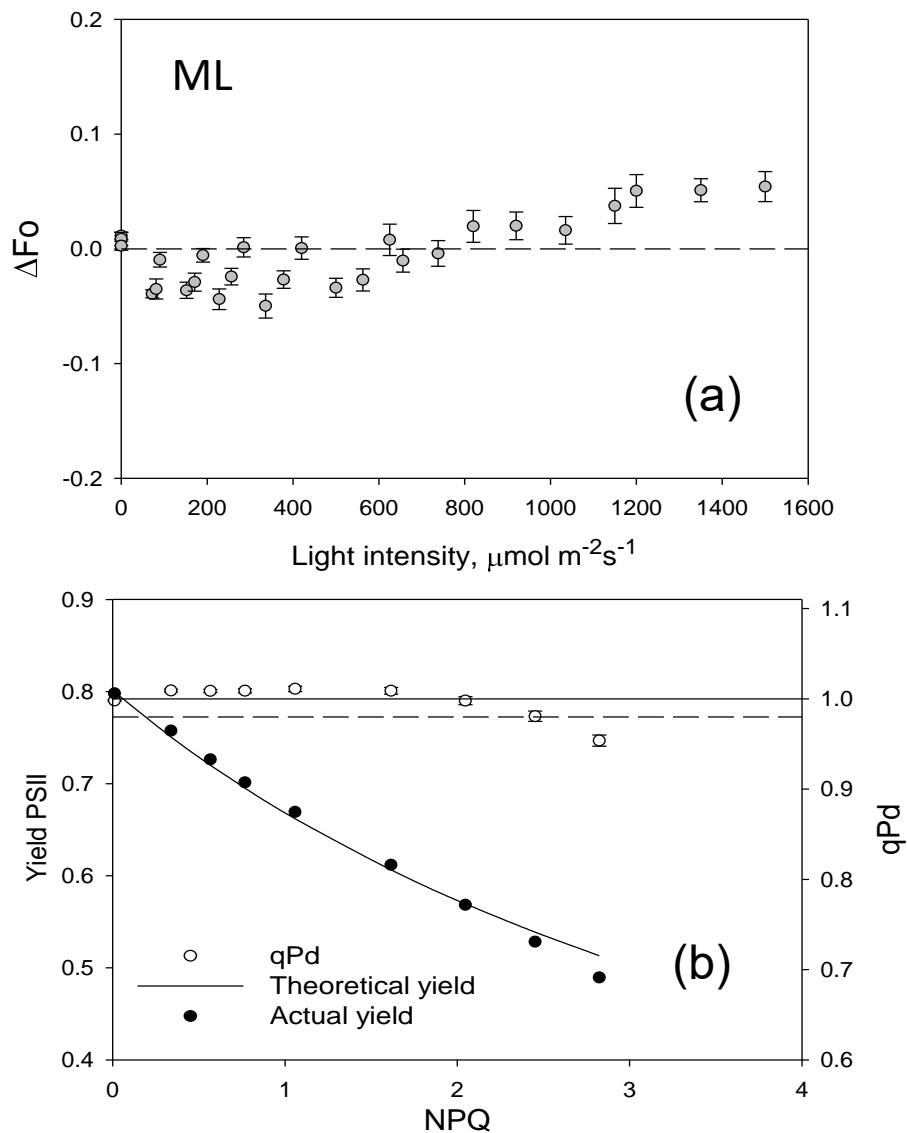 ML
0.2
0.1
0.0
-0.1
-0.2
ΔFo
(a)
0 200 400 600 800 1000 1200 1400 1600
Light intensity, μmol m⁻²s⁻¹
0.9
0.8
0.7
0.6
0.5
0.4
Yield PSII
1.1
1.0
0.9
0.8
0.7
0.6
qPd
qPd
Theoretical yield
Actual yield
(b)
0 1 2 3 4
NPQ